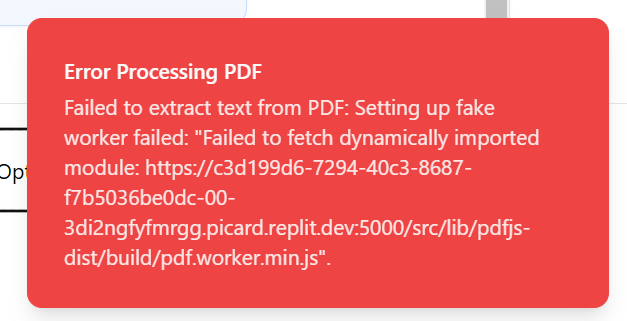 Error Processing PDF
Failed to extract text from PDF: Setting up fake
worker failed: "Failed to fetch dynamically imported
module: https://c3d199d6-7294-40c3-8687-
f7b5036be0dc-00-
3di2ngfyfmrgg.picard.replit.dev:5000/src/lib/pdfjs-
dist/build/pdf.worker.min.js".